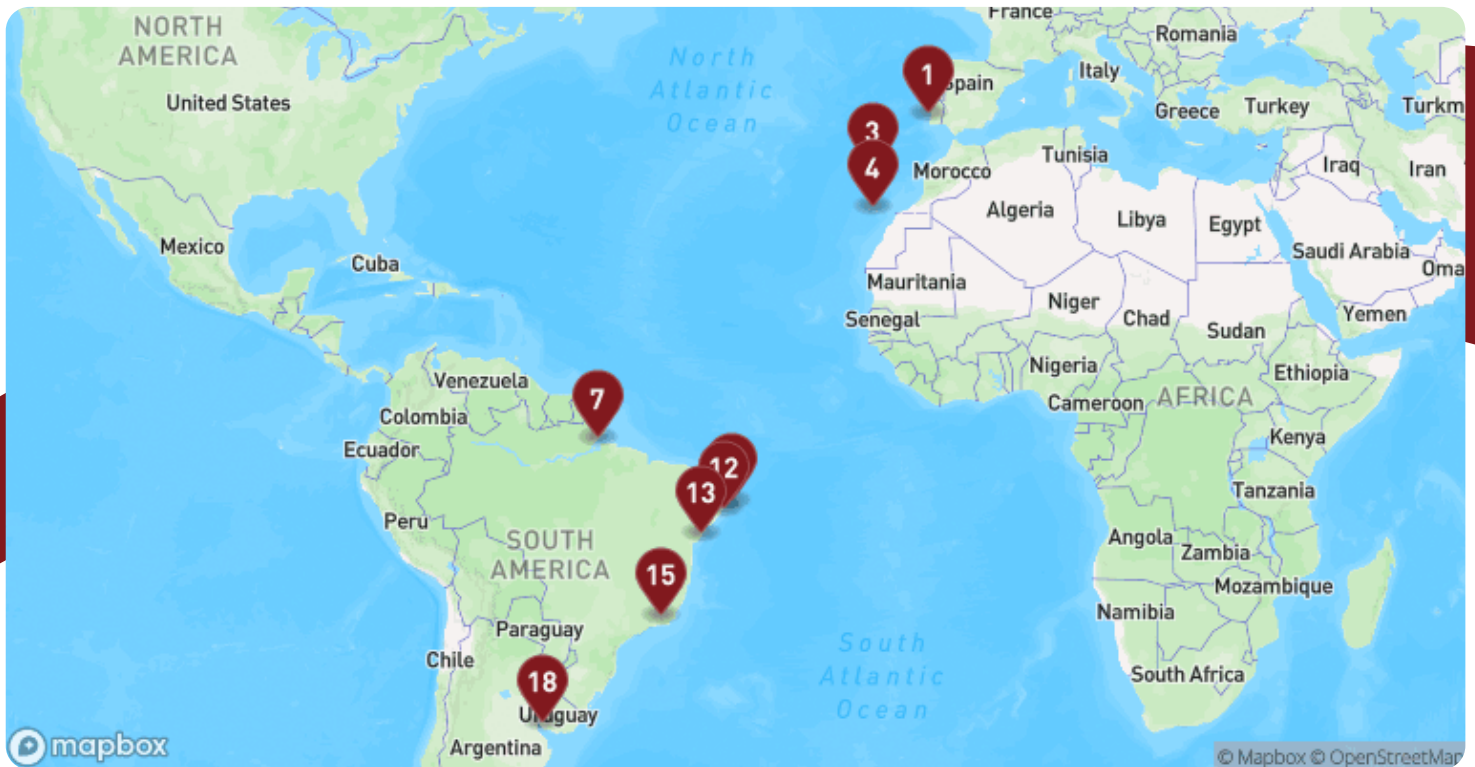 France
NORTH
AMERICA
Romania
North
Atlantic
Ocean
1
Spain
Italy
United States
Greece
Turkey
Turkm
3
4
Morocco
Tunisia
Iraq
Iran
Algeria
Libya
Egypt
Mexico
Cuba
Saudi Arabia
Oma
Mauritania
Niger
Chad
Yemen
Senegal
Sudan
Nigeria
Ethiopia
Venezuela
7
Colombia
Cameroon
AFRICA
Ecuador
Kenya
12
13
Tanzania
Peru
SOUTH
AMERICA
Angola
Zambia
15
Mozambique
Namibia
Paraguay
South
Atlantic
Ocean
Chile
18
South Africa
Uruguay
Argentina
mapbox
© Mapbox © OpenStreetMap